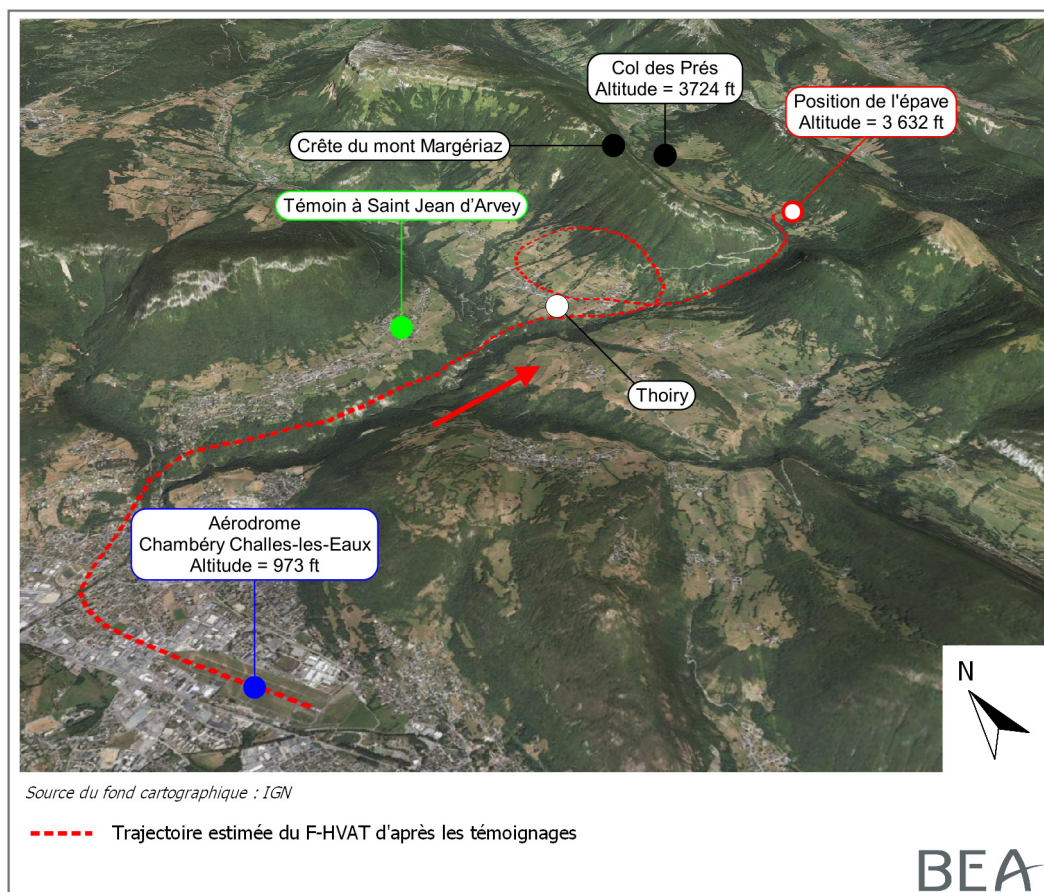 Col des Prés
Altitude = 3724 ft
Position de l'épave
Altitude = 3 632 ft
Crête du mont Margériaz
Témoin à Saint Jean d'Arvey
Thoiry
Aérodrome
Chambéry Challes-les-Eaux
Altitude = 973 ft
N
Source du fond cartographique : IGN
Trajectoire estimée du F-HVAT d'après les témoignages
BEA